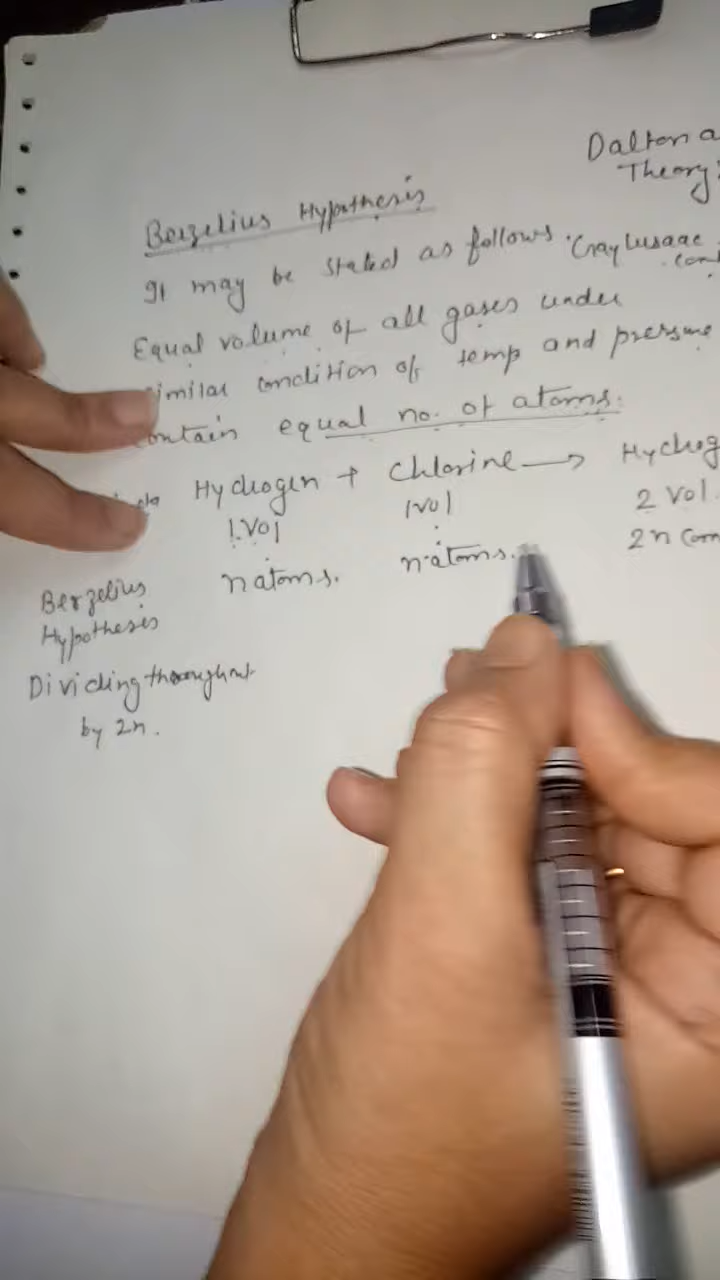 Dalton a
Theory
Berzelius Hypothesis
It may be stated as follows. Gay Lusaac
Equal volume of all gases under
similar condition of temp and pressure
contain equal no. of atoms.
Hydrogen + Chlorine → Hydrog
1 Vol 1 Vol 2 Vol.
n atoms. n atoms. 2n Com
Berzelius
Hypothesis
Dividing throughout
by 2n.